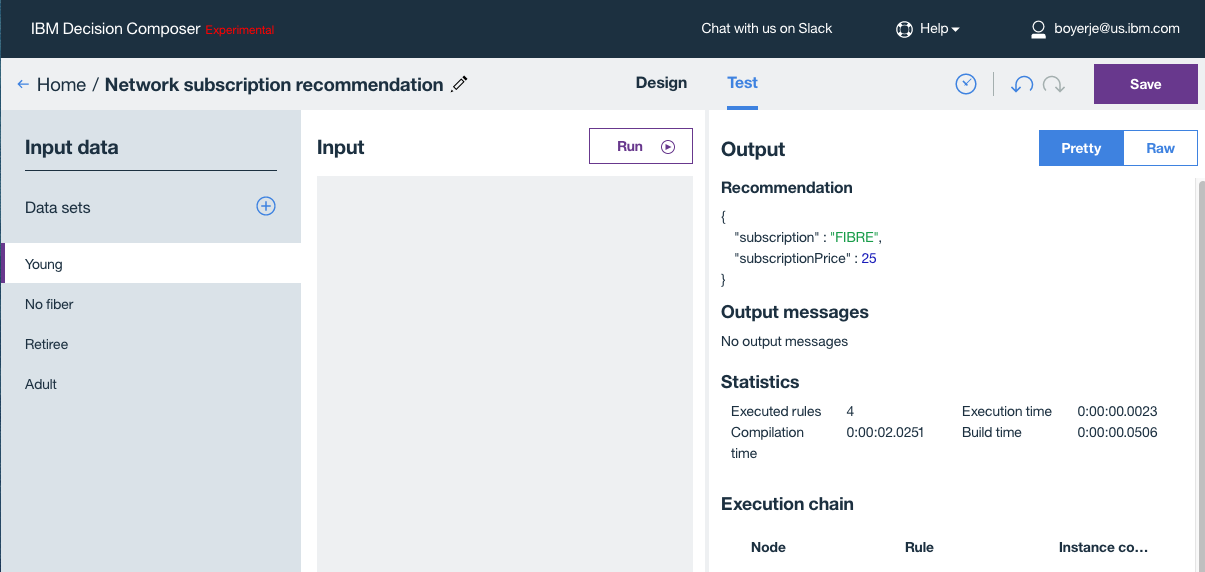 IBM Decision Composer Experimental
Chat with us on Slack
Help
boyerje@us.ibm.com
← Home / Network subscription recommendation
Design
Test
Save
Input data
Data sets
Young
No fiber
Retiree
Adult
Input
Run
Output
Pretty
Raw
Recommendation
{
"subscription" : "FIBRE",
"subscriptionPrice" : 25
}
Output messages
No output messages
Statistics
Executed rules 4 Execution time 0:00:00.0023
Compilation 0:00:02.0251 Build time 0:00:00.0506
time
Execution chain
Node Rule Instance co...